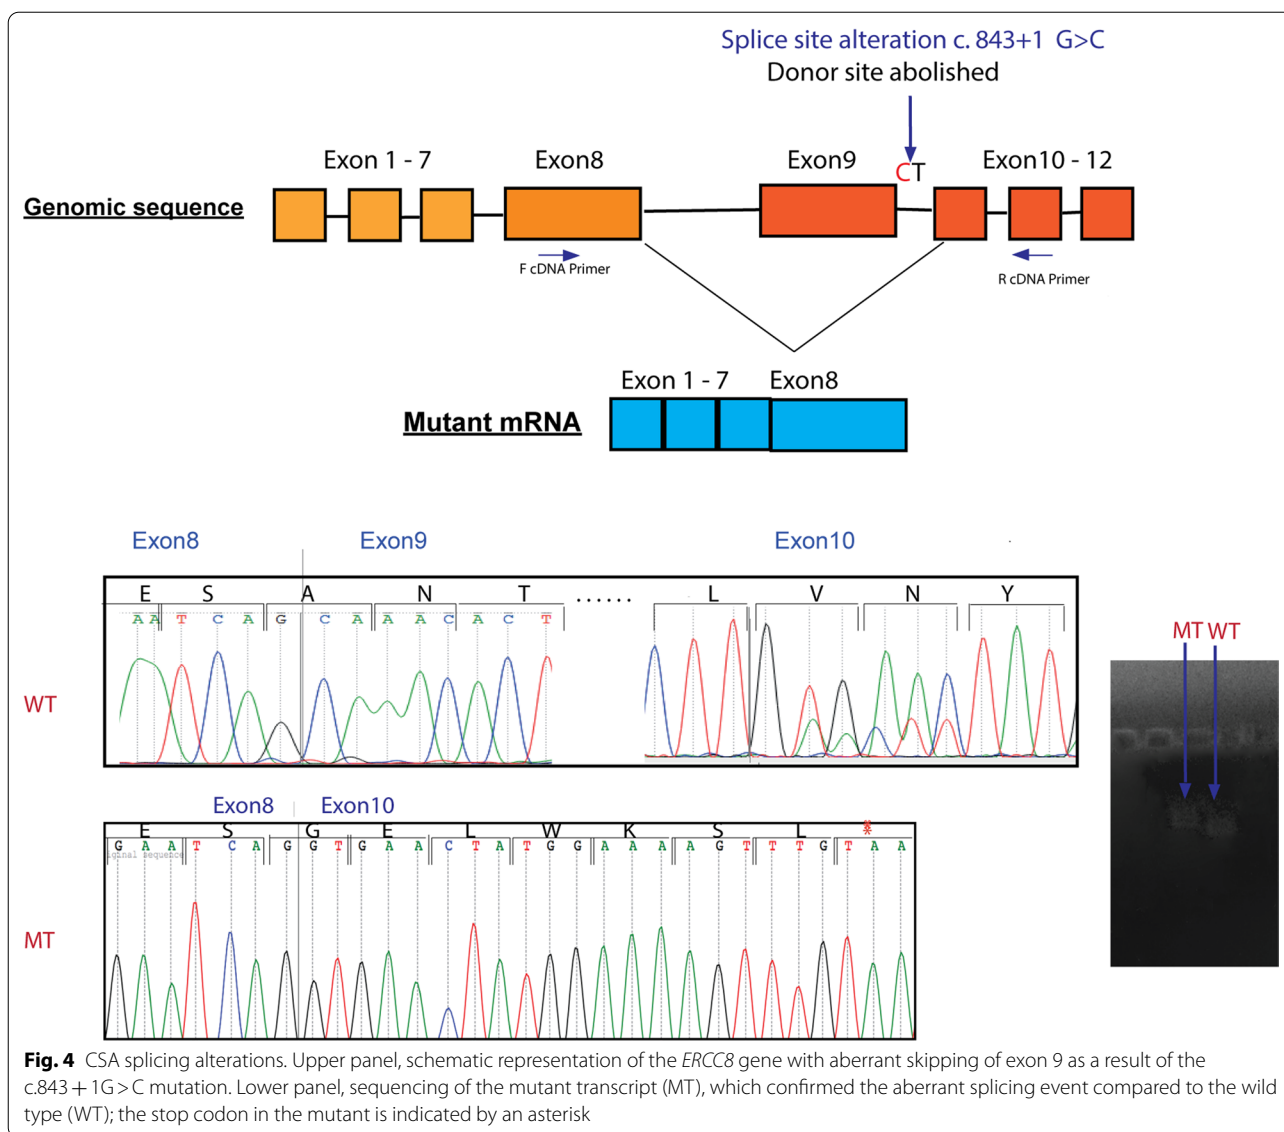 Splice site alteration c. 843+1 G>C
Donor site abolished
Exon 1 - 7 Exon8 Exon9 CT Exon10 - 12
Genomic sequence
F cDNA Primer R cDNA Primer
Exon 1 - 7 Exon8
Mutant mRNA
Exon8 Exon9 Exon10
E S A N T ...... L V N Y
A A T C A G C A A A C A C T
MT WT
WT
Exon8 Exon10
E S G E L W K S L *
G A A T C A G G T G A A C T A T G G A A A A G T T T G T A A
iginal sequence
MT
Fig. 4 CSA splicing alterations. Upper panel, schematic representation of the ERCC8 gene with aberrant skipping of exon 9 as a result of the
c.843 + 1G > C mutation. Lower panel, sequencing of the mutant transcript (MT), which confirmed the aberrant splicing event compared to the wild
type (WT); the stop codon in the mutant is indicated by an asterisk